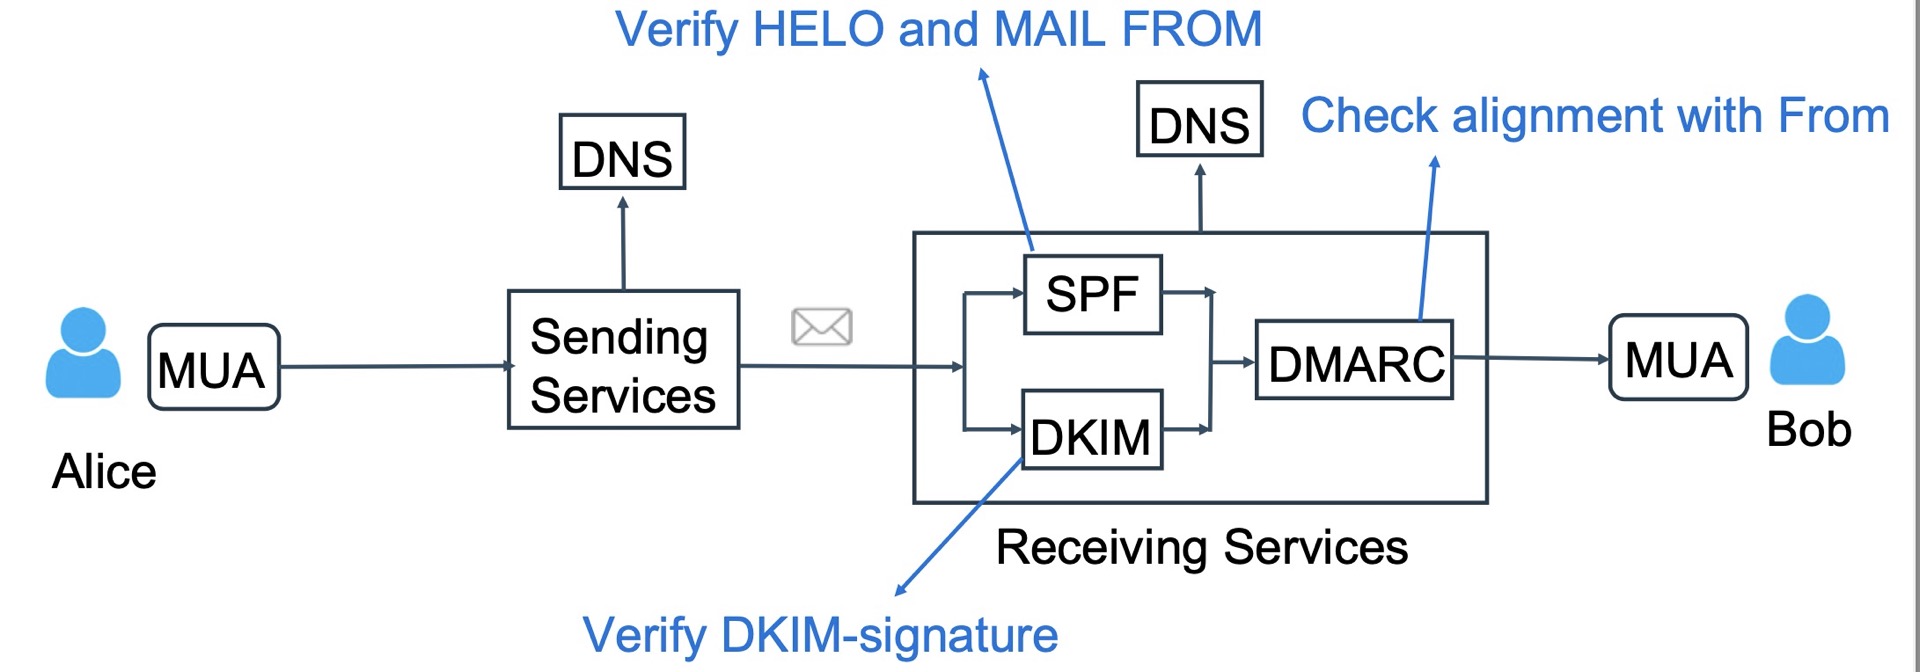 Verify HELO and MAIL FROM
DNS
DNS
Check alignment with From
MUA
Alice
Sending
Services
SPF
DKIM
DMARC
MUA
Bob
Receiving Services
Verify DKIM-signature